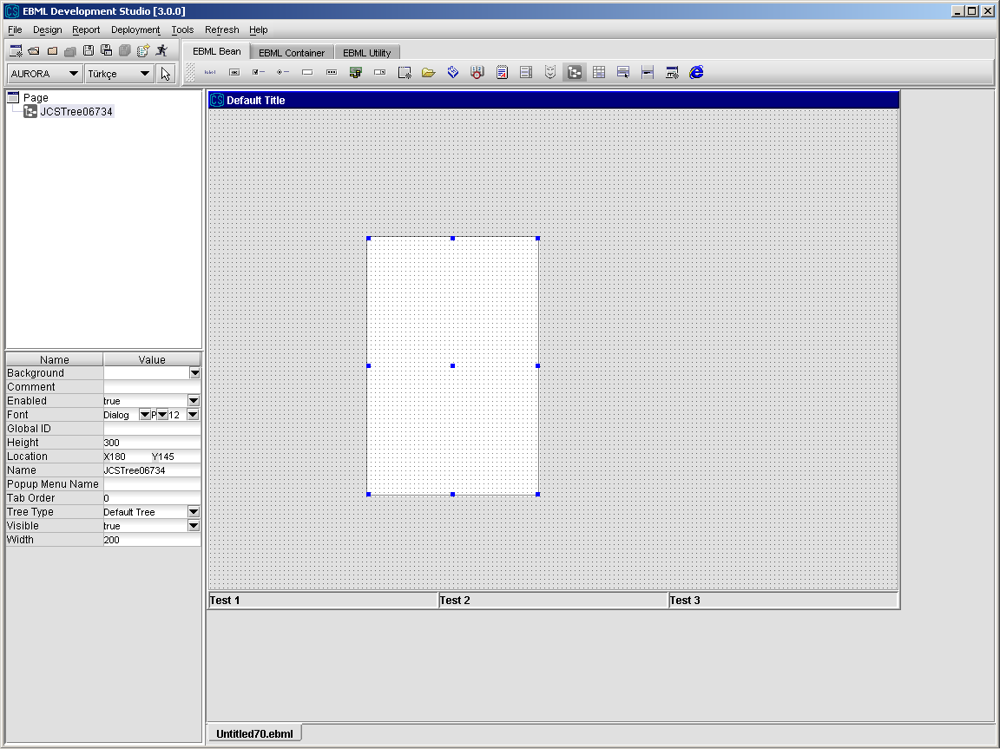 EBML Development Studio [3.0.0]
File Design Report Deployment Tools Refresh Help
EBML Bean EBML Container EBML Utility
AURORA Türkçe
label
Page
JCSTree06734
Default Title
Name Value
Background
Comment
Enabled true
Font Dialog P 12
Global ID
Height 300
Location X180 Y145
Name JCSTree06734
Popup Menu Name
Tab Order 0
Tree Type Default Tree
Visible true
Width 200
Test 1 Test 2 Test 3
Untitled70.ebml